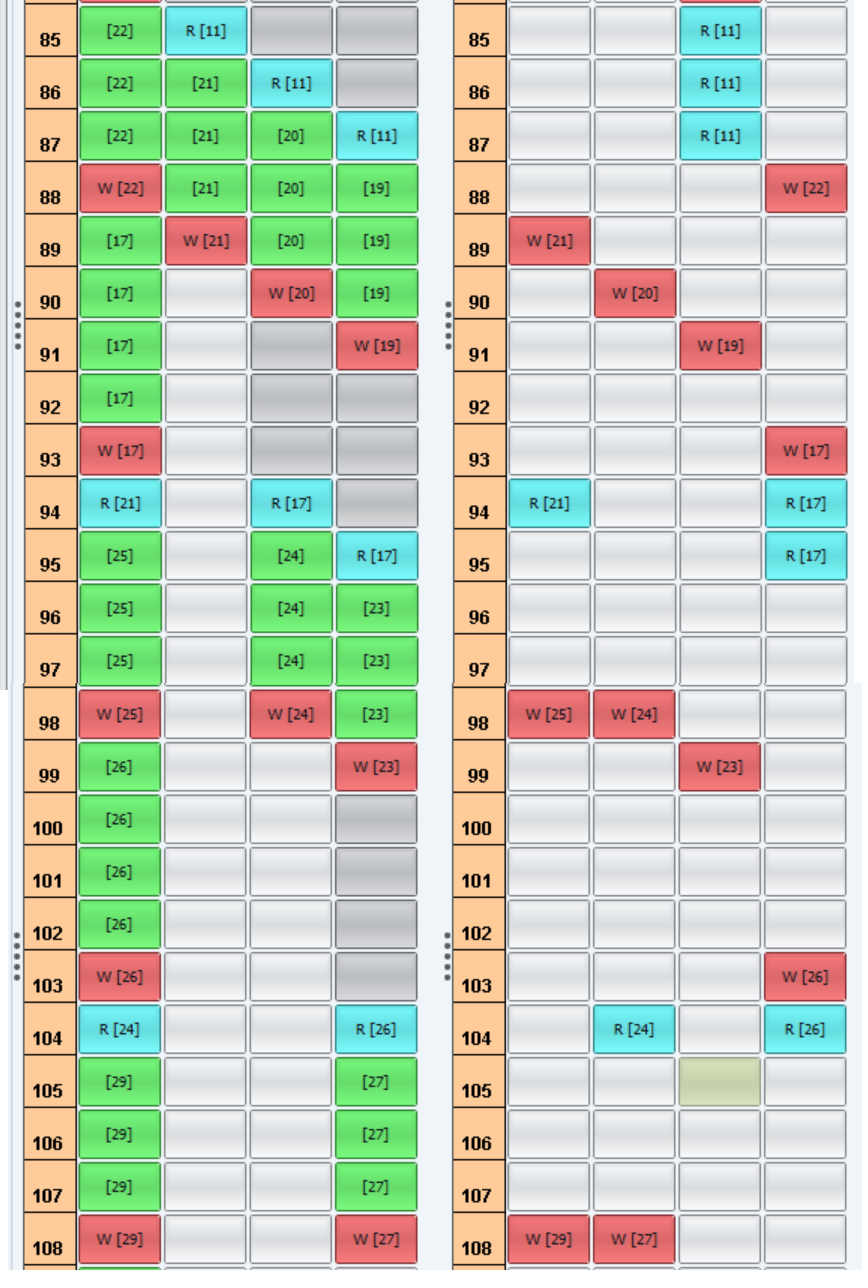 85 [22] R [11] 85 R [11]
86 [22] [21] R [11] 86 R [11]
87 [22] [21] [20] R [11] 87 R [11]
88 W [22] [21] [20] [19] 88 W [22]
89 [17] W [21] [20] [19] 89 W [21]
90 [17] W [20] [19] 90 W [20]
91 [17] W [19] 91 W [19]
92 [17] 92
93 W [17] 93 W [17]
94 R [21] R [17] 94 R [21] R [17]
95 [25] [24] R [17] 95 R [17]
96 [25] [24] [23] 96
97 [25] [24] [23] 97
98 W [25] W [24] [23] 98 W [25] W [24]
99 [26] W [23] 99 W [23]
100 [26] 100
101 [26] 101
102 [26] 102
103 W [26] 103 W [26]
104 R [24] R [26] 104 R [24] R [26]
105 [29] [27] 105
106 [29] [27] 106
107 [29] [27] 107
108 W [29] W [27] 108 W [29] W [27]